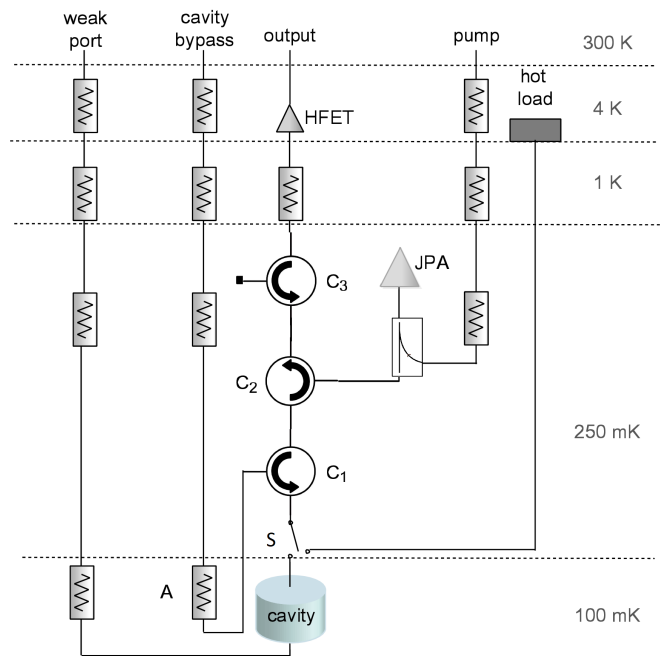 weak
port
cavity
bypass
output
pump
300 K
hot
load
4 K
HFET
1 K
C3
JPA
C2
250 mK
C1
S
A
cavity
100 mK